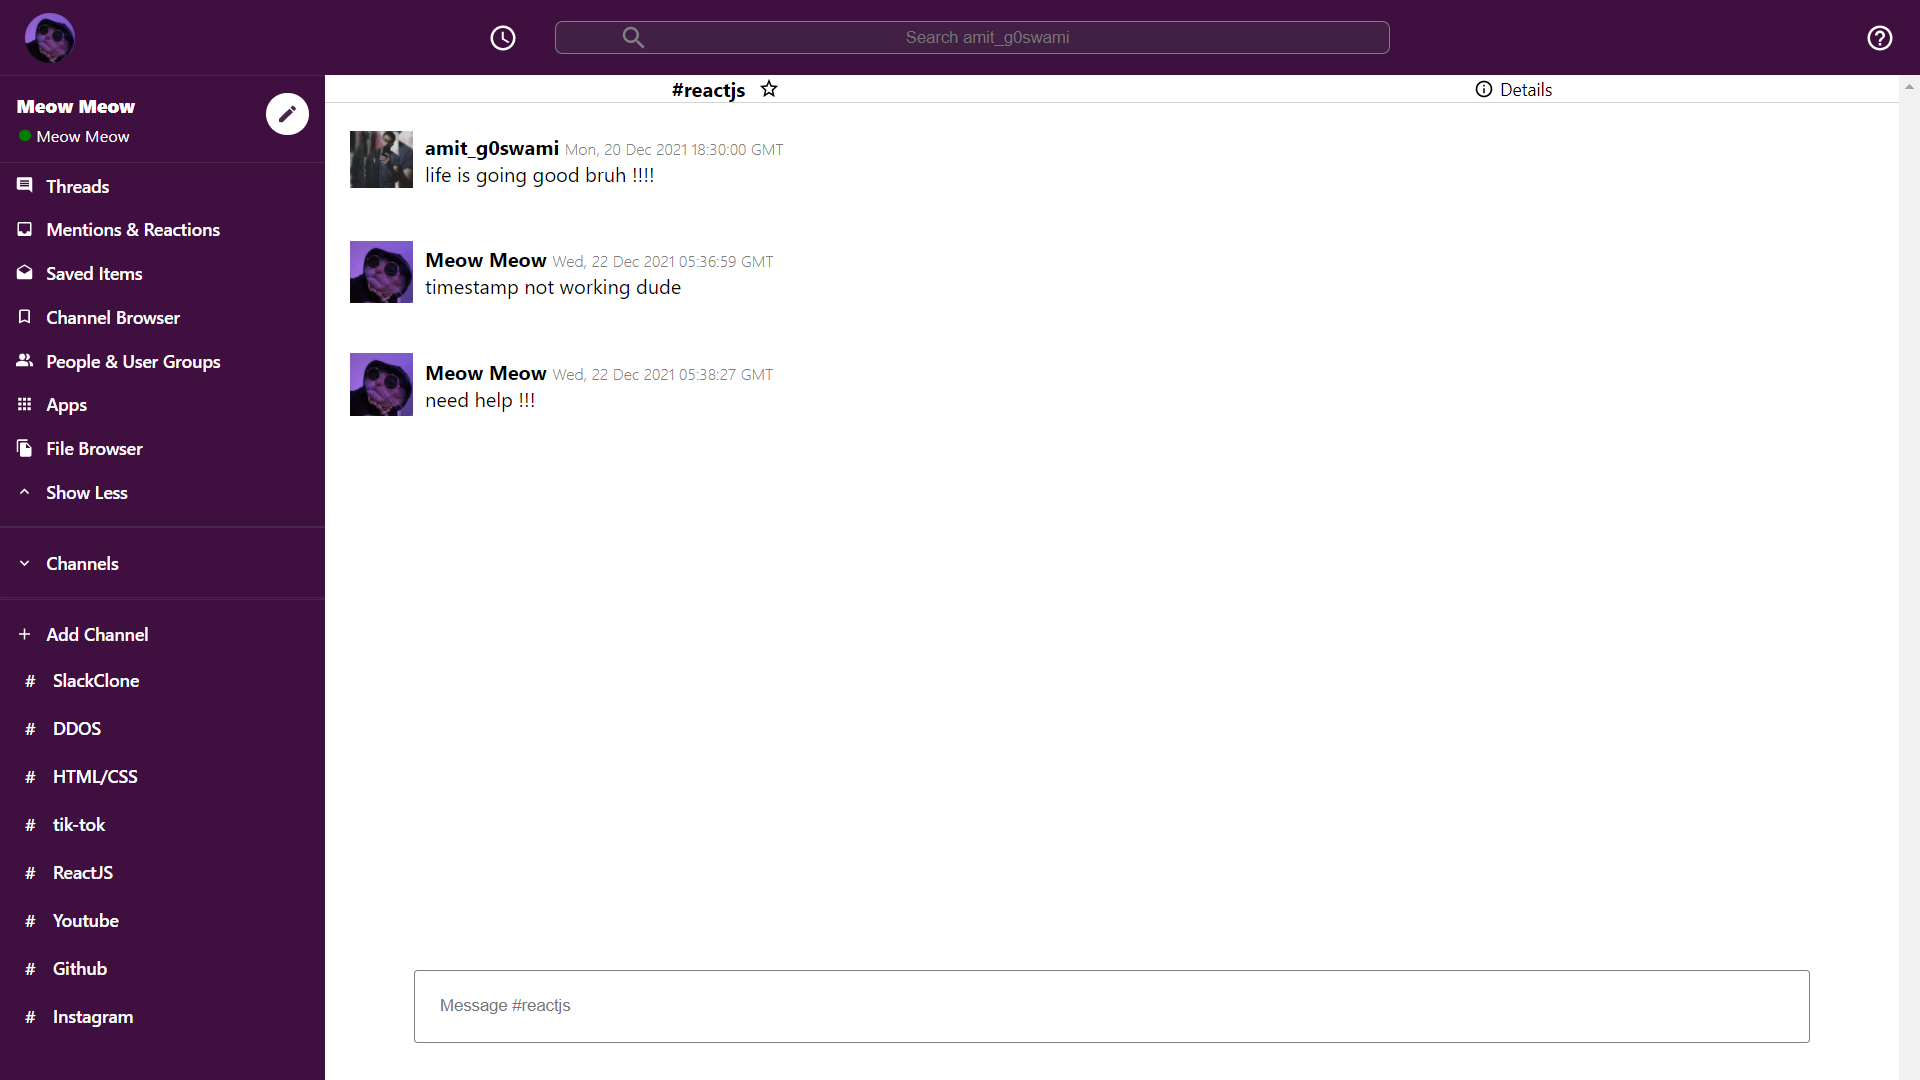 Search amit_g0swami
Meow Meow
Meow Meow
Threads
Mentions & Reactions
Saved Items
Channel Browser
People & User Groups
Apps
File Browser
Show Less
Channels
+ Add Channel
# SlackClone
# DDOS
# HTML/CSS
# tik-tok
# ReactJS
# Youtube
# Github
# Instagram
#reactjs
Details
amit_g0swami Mon, 20 Dec 2021 18:30:00 GMT
life is going good bruh !!!!
Meow Meow Wed, 22 Dec 2021 05:36:59 GMT
timestamp not working dude
Meow Meow Wed, 22 Dec 2021 05:38:27 GMT
need help !!!
Message #reactjs